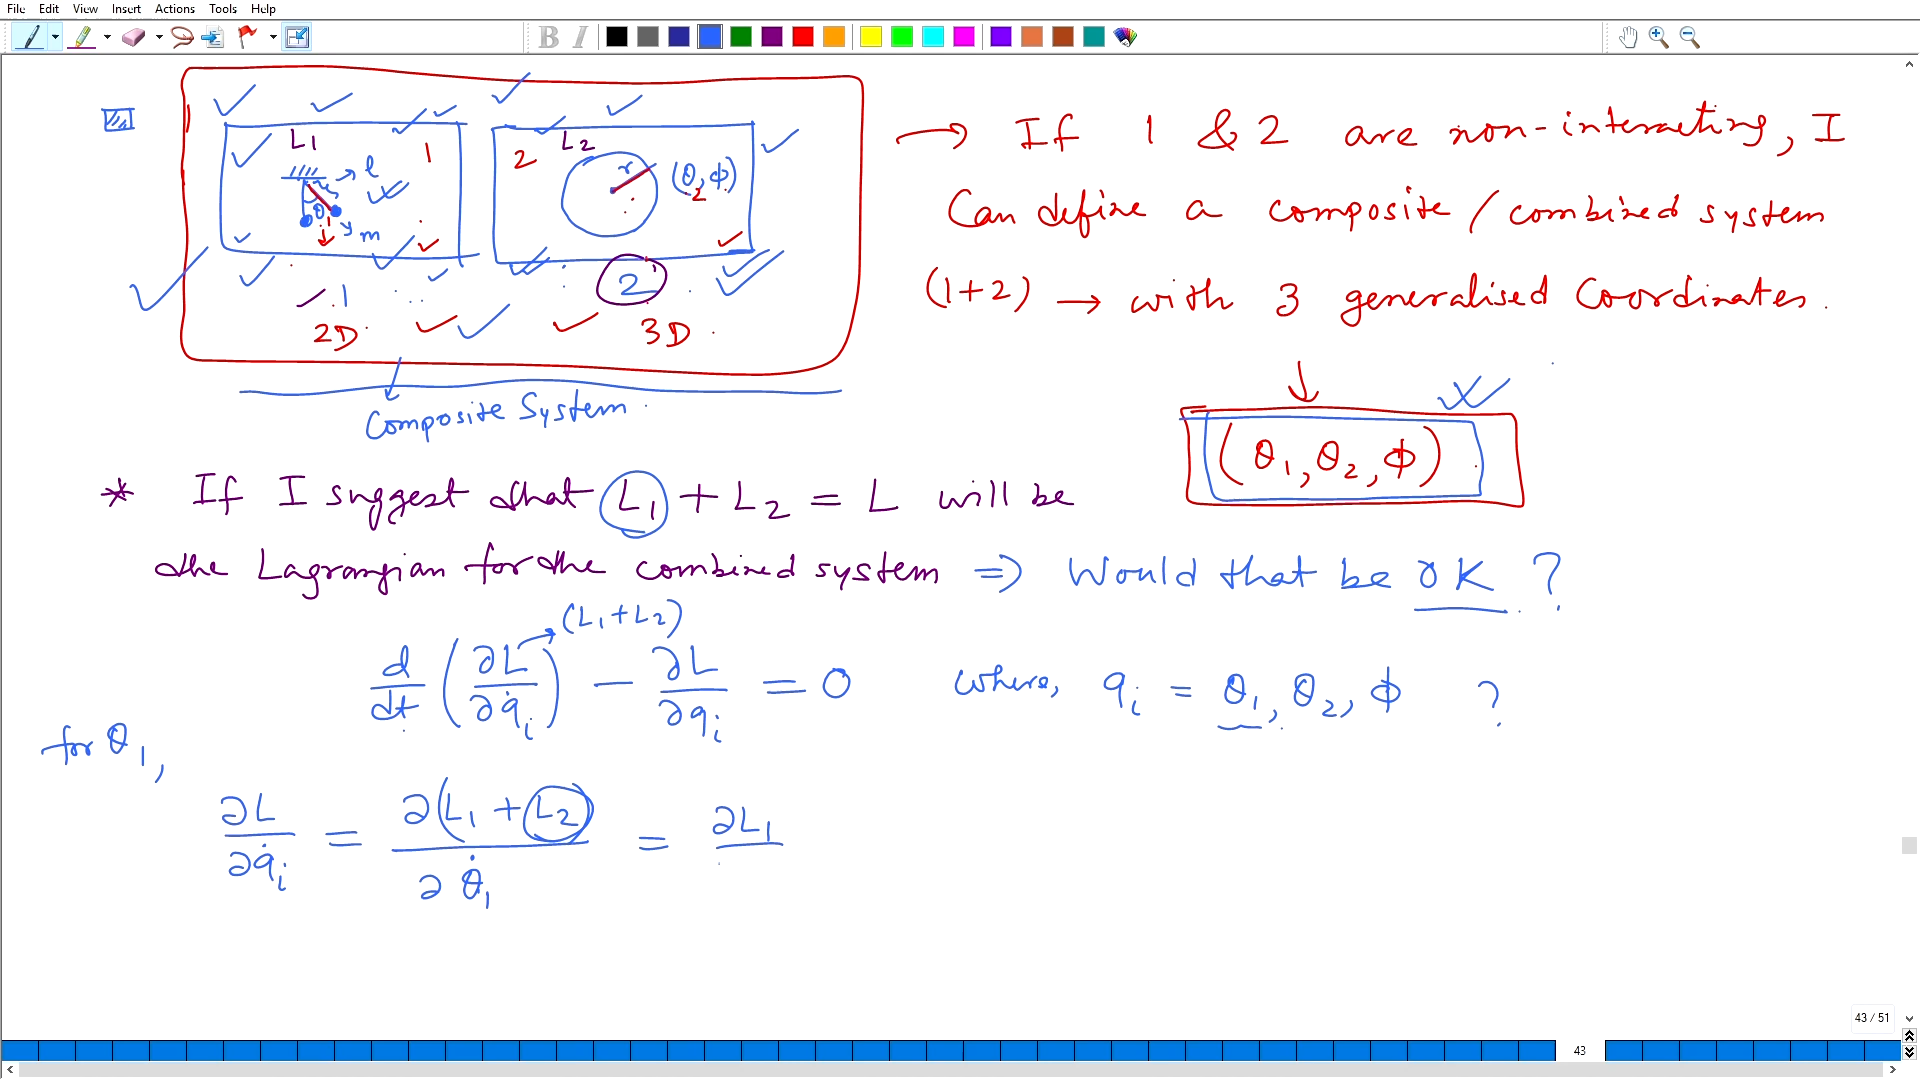 File Edit View Insert Actions Tools Help
B I
L1 1
l
θ
m
2 L2
r (θ2, ϕ)
1 2
2D 3D
Composite System.
→ If 1 & 2 are non-interacting, I
Can define a composite / combined system
(1+2) → with 3 generalised Coordinates.
↓
(θ1, θ2, ϕ)
* If I suggest that L1 + L2 = L will be
the Lagrangian for the combined system ⇒ Would that be OK ?
(L1+L2)
d/dt (∂L/∂q̇i) − ∂L/∂qi = 0 where, qi = θ1, θ2, ϕ ?
for θ1,
∂L/∂q̇i = ∂(L1 + L2)/∂θ̇1 = ∂L1
43 / 51
43